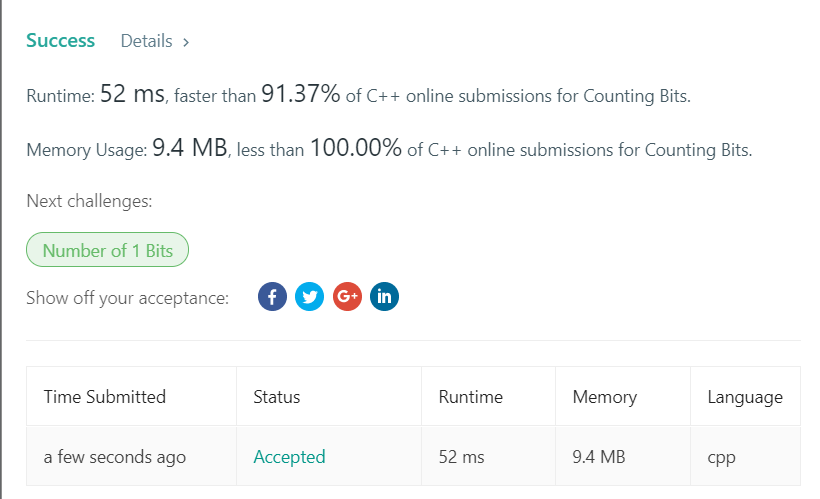 Success Details >
Runtime: 52 ms, faster than 91.37% of C++ online submissions for Counting Bits.
Memory Usage: 9.4 MB, less than 100.00% of C++ online submissions for Counting Bits.
Next challenges:
Number of 1 Bits
Show off your acceptance: f G+ in
Time Submitted Status Runtime Memory Language
a few seconds ago Accepted 52 ms 9.4 MB cpp